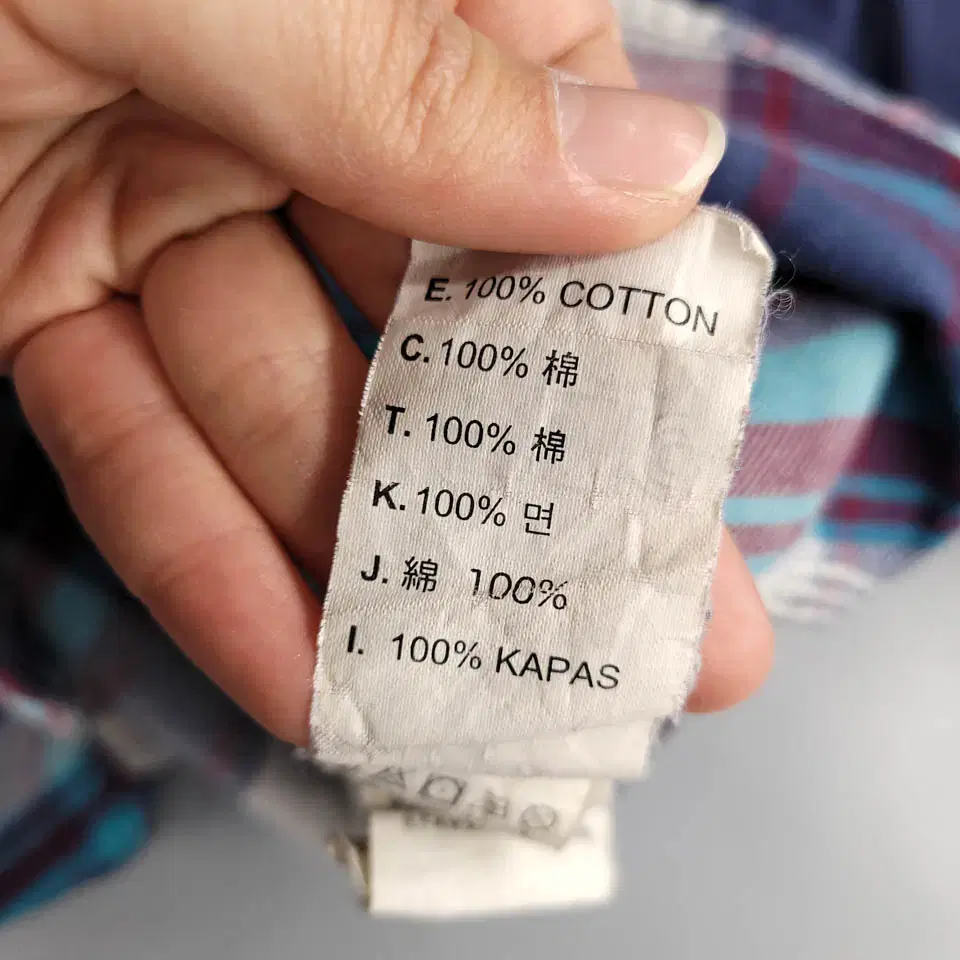 E. 100% COTTON
C. 100% 棉
T. 100% 棉
K. 100% 면
J. 綿 100%
I. 100% KAPAS